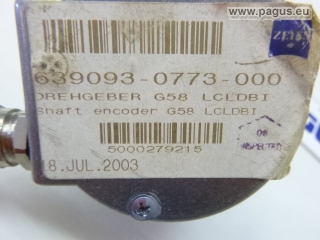 © www.pagus.eu
639093-0773-000
DREHGEBER G58 LCLDBI
shaft encoder G58 LCLDBI
5000279215
18.JUL.2003